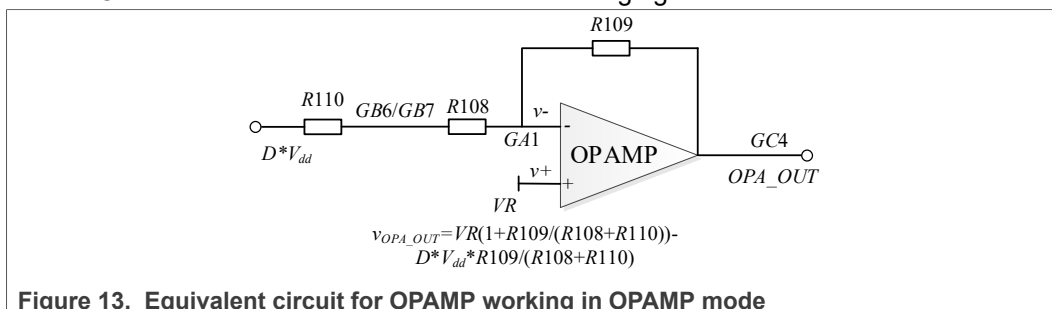 R109
R110
GB6/GB7
R108
v-
-
GA1
OPAMP
GC4
D*Vdd
v+
+
OPA_OUT
VR
vOPA_OUT=VR(1+R109/(R108+R110))-
D*Vdd*R109/(R108+R110)
Figure 13. Equivalent circuit for OPAMP working in OPAMP mode